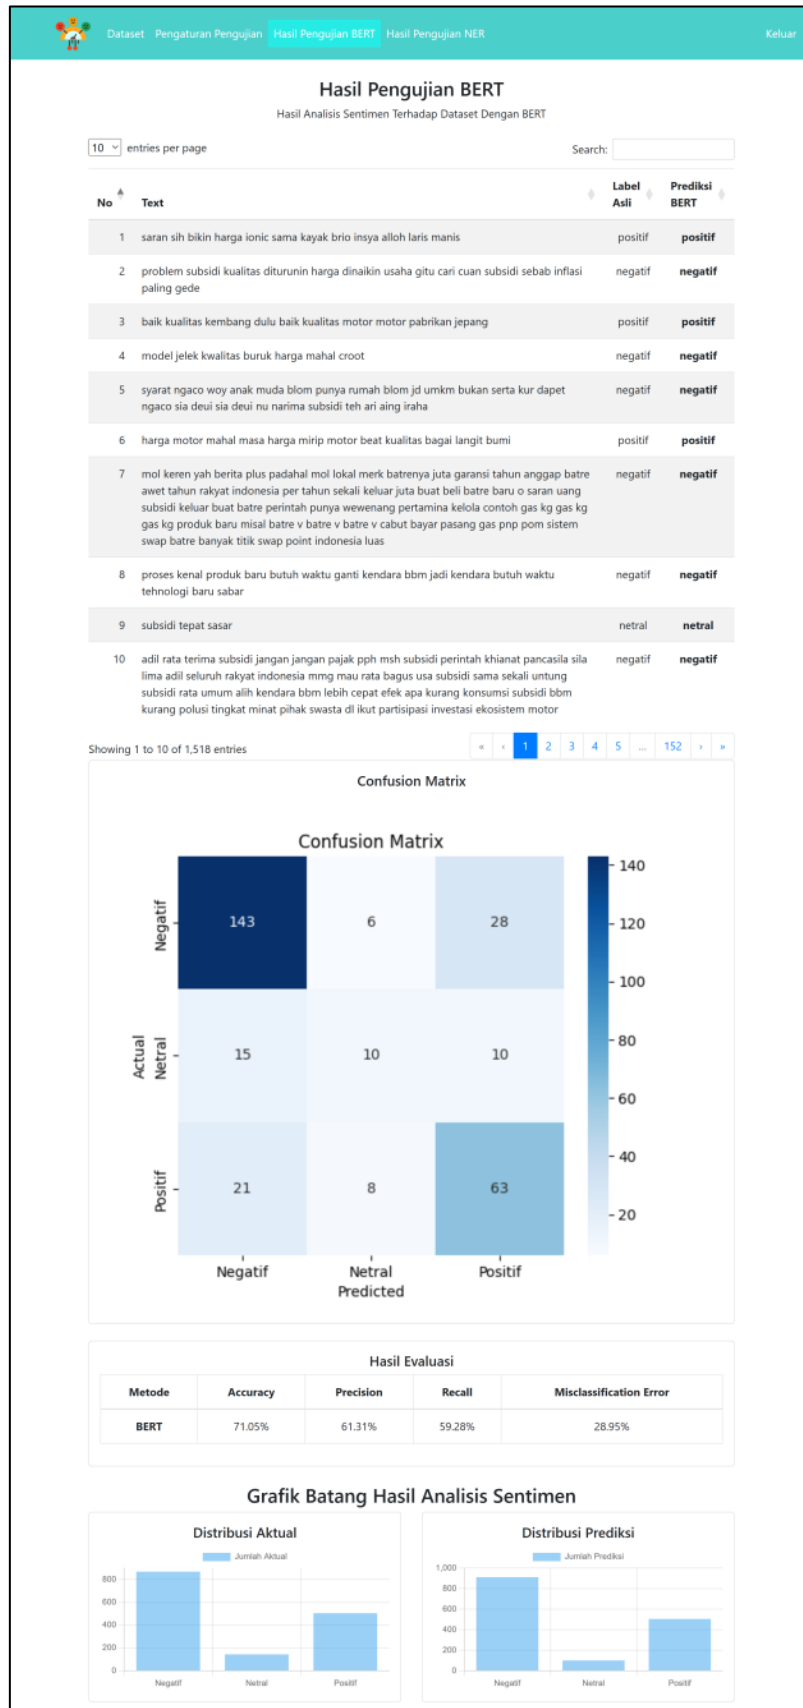 Dataset Pengaturan Pengujian Hasil Pengujian BERT Hasil Pengujian NER Keluar
Hasil Pengujian BERT
Hasil Analisis Sentimen Terhadap Dataset Dengan BERT
10 entries per page Search:
No Text Label Asli Prediksi BERT
1 saran sih bikin harga ionic sama kayak brio insya alloh laris manis positif positif
2 problem subsidi kualitas diturunin harga dinaikin usaha gitu cari cuan subsidi sebab inflasi negatif negatif
paling gede
3 baik kualitas kembang dulu baik kualitas motor motor pabrikan jepang positif positif
4 model jelek kwalitas buruk harga mahal croot negatif negatif
5 syarat ngaco woy anak muda blom punya rumah blom jd umkm bukan serta kur dapet negatif negatif
ngaco sia deui sia deui nu narima subsidi teh ari aing iraha
6 harga motor mahal masa harga mirip motor beat kualitas bagai langit bumi positif positif
7 mol keren yah berita plus padahal mol lokal merk batrenya juta garansi tahun anggap batre negatif negatif
awet tahun rakyat indonesia per tahun sekali keluar juta buat beli batre baru o saran uang
subsidi keluar buat batre perintah punya wewenang pertamina kelola contoh gas kg gas kg
gas kg produk baru misal batre v batre v batre v cabut bayar pasang gas pnp pom sistem
swap batre banyak titik swap point indonesia luas
8 proses kenal produk baru butuh waktu ganti kendara bbm jadi kendara butuh waktu negatif negatif
tehnologi baru sabar
9 subsidi tepat sasar netral netral
10 adil rata terima subsidi jangan jangan pajak pph msh subsidi perintah khianat pancasila sila negatif negatif
lima adil seluruh rakyat indonesia mmg mau rata bagus usa subsidi sama sekali untung
subsidi rata umum alih kendara bbm lebih cepat efek apa kurang konsumsi subsidi bbm
kurang polusi tingkat minat pihak swasta dl ikut partisipasi investasi ekosistem motor
Showing 1 to 10 of 1,518 entries « ‹ 1 2 3 4 5 ... 152 › »
Confusion Matrix
Confusion Matrix
Negatif 143 6 28
Actual
Netral 15 10 10
Positif 21 8 63
Negatif Netral Positif
Predicted
140
120
100
80
60
40
20
Hasil Evaluasi
Metode Accuracy Precision Recall Misclassification Error
BERT 71.05% 61.31% 59.28% 28.95%
Grafik Batang Hasil Analisis Sentimen
Distribusi Aktual
Jumlah Aktual
800
600
400
200
0
Negatif Netral Positif
Distribusi Prediksi
Jumlah Prediksi
1,000
800
600
400
200
0
Negatif Netral Positif